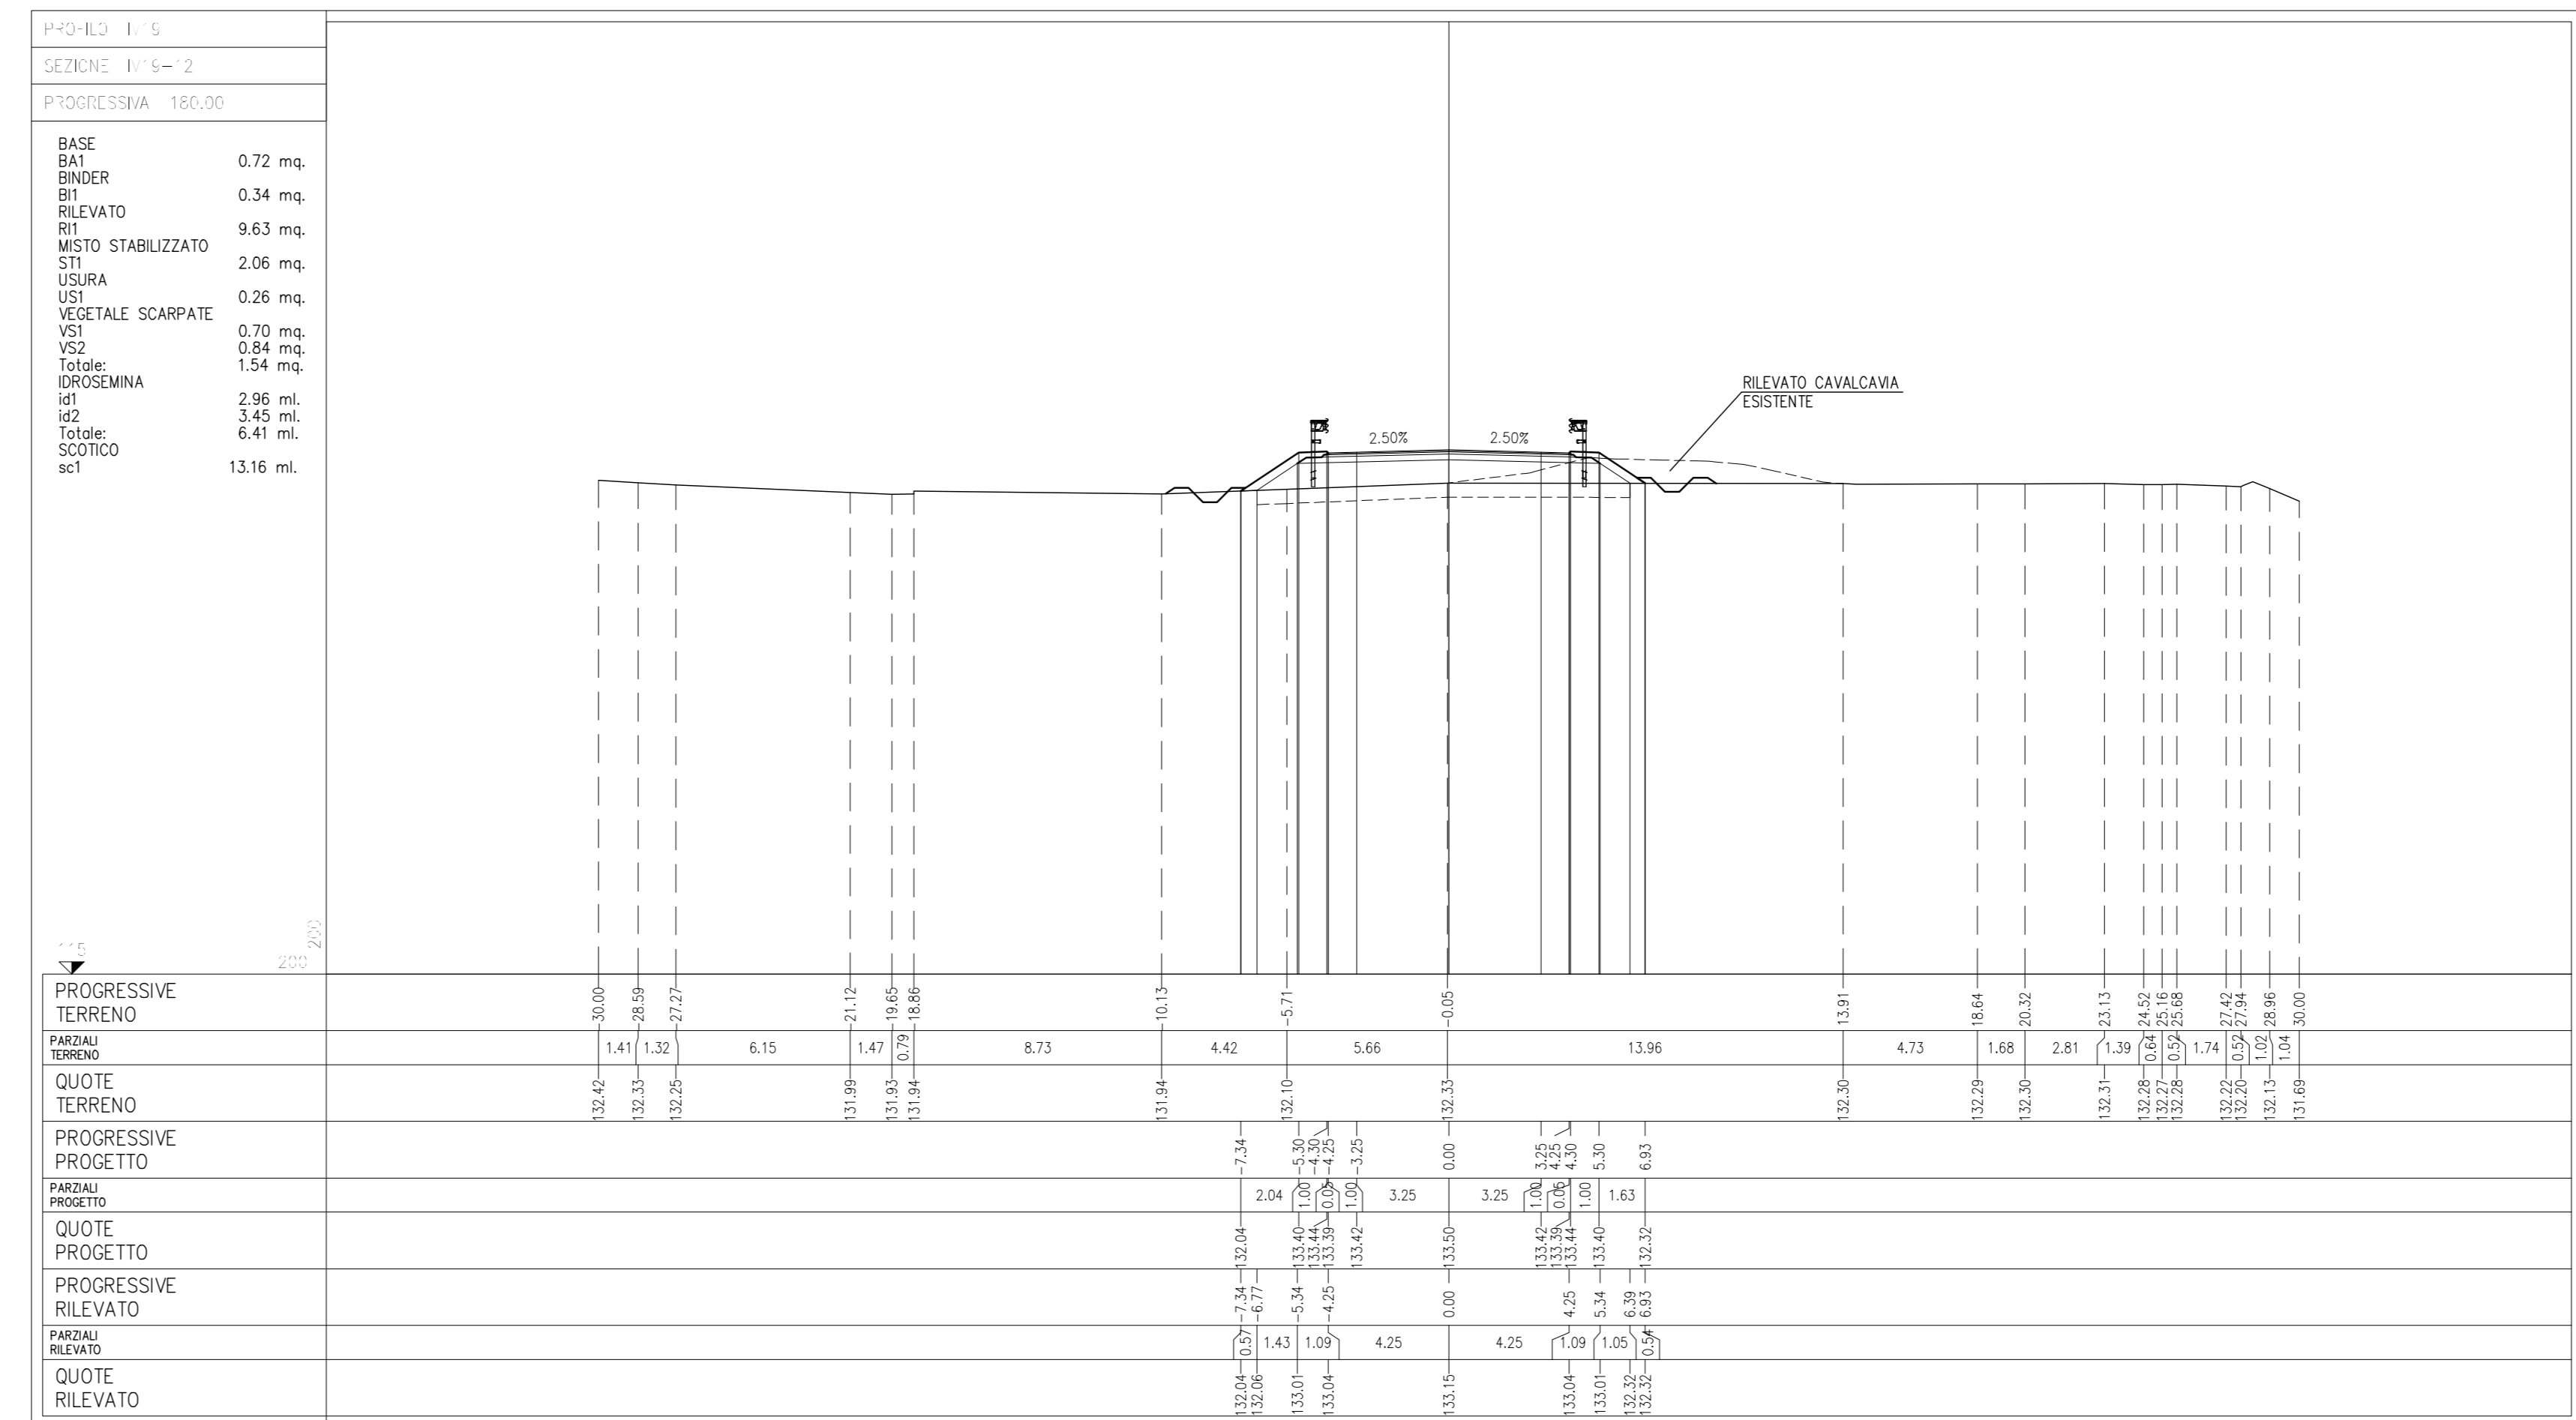 PROFILO IV19
SEZIONE IV19-12
PROGRESSIVA 180.00
BASE
BA1 0.72 mq.
BINDER
BI1 0.34 mq.
RILEVATO
RI1 9.63 mq.
MISTO STABILIZZATO
ST1 2.06 mq.
USURA
US1 0.26 mq.
VEGETALE SCARPATE
VS1 0.70 mq.
VS2 0.84 mq.
Totale: 1.54 mq.
IDROSEMINA
id1 2.96 ml.
id2 3.45 ml.
Totale: 6.41 ml.
SCOTICO
sc1 13.16 ml.
RILEVATO CAVALCAVIA
ESISTENTE
2.50% 2.50%
115
200
200
PROGRESSIVE
TERRENO
30.00 28.59 27.27 21.12 19.65 18.86 10.13 -5.71 -0.05 13.91 18.64 20.32 23.13 24.52 25.16 25.68 27.42 27.94 28.96 30.00
PARZIALI
TERRENO
1.41 1.32 6.15 1.47 0.79 8.73 4.42 5.66 13.96 4.73 1.68 2.81 1.39 0.64 0.52 1.74 0.52 1.02 1.04
QUOTE
TERRENO
132.42 132.33 132.25 131.99 131.93 131.94 131.94 132.10 132.33 132.30 132.29 132.30 132.31 132.28 132.27 132.28 132.22 132.20 132.13 131.69
PROGRESSIVE
PROGETTO
-7.34 -5.30 -4.30 -4.25 -3.25 0.00 3.25 4.25 4.30 5.30 6.93
PARZIALI
PROGETTO
2.04 1.00 0.05 1.00 3.25 3.25 1.00 0.05 1.00 1.63
QUOTE
PROGETTO
132.04 133.40 133.44 133.39 133.42 133.50 133.42 133.39 133.44 133.40 132.32
PROGRESSIVE
RILEVATO
-7.34 -6.77 -5.34 -4.25 0.00 4.25 5.34 6.39 6.93
PARZIALI
RILEVATO
0.57 1.43 1.09 4.25 4.25 1.09 1.05 0.54
QUOTE
RILEVATO
132.04 132.06 133.01 133.04 133.15 133.04 133.01 132.32 132.32